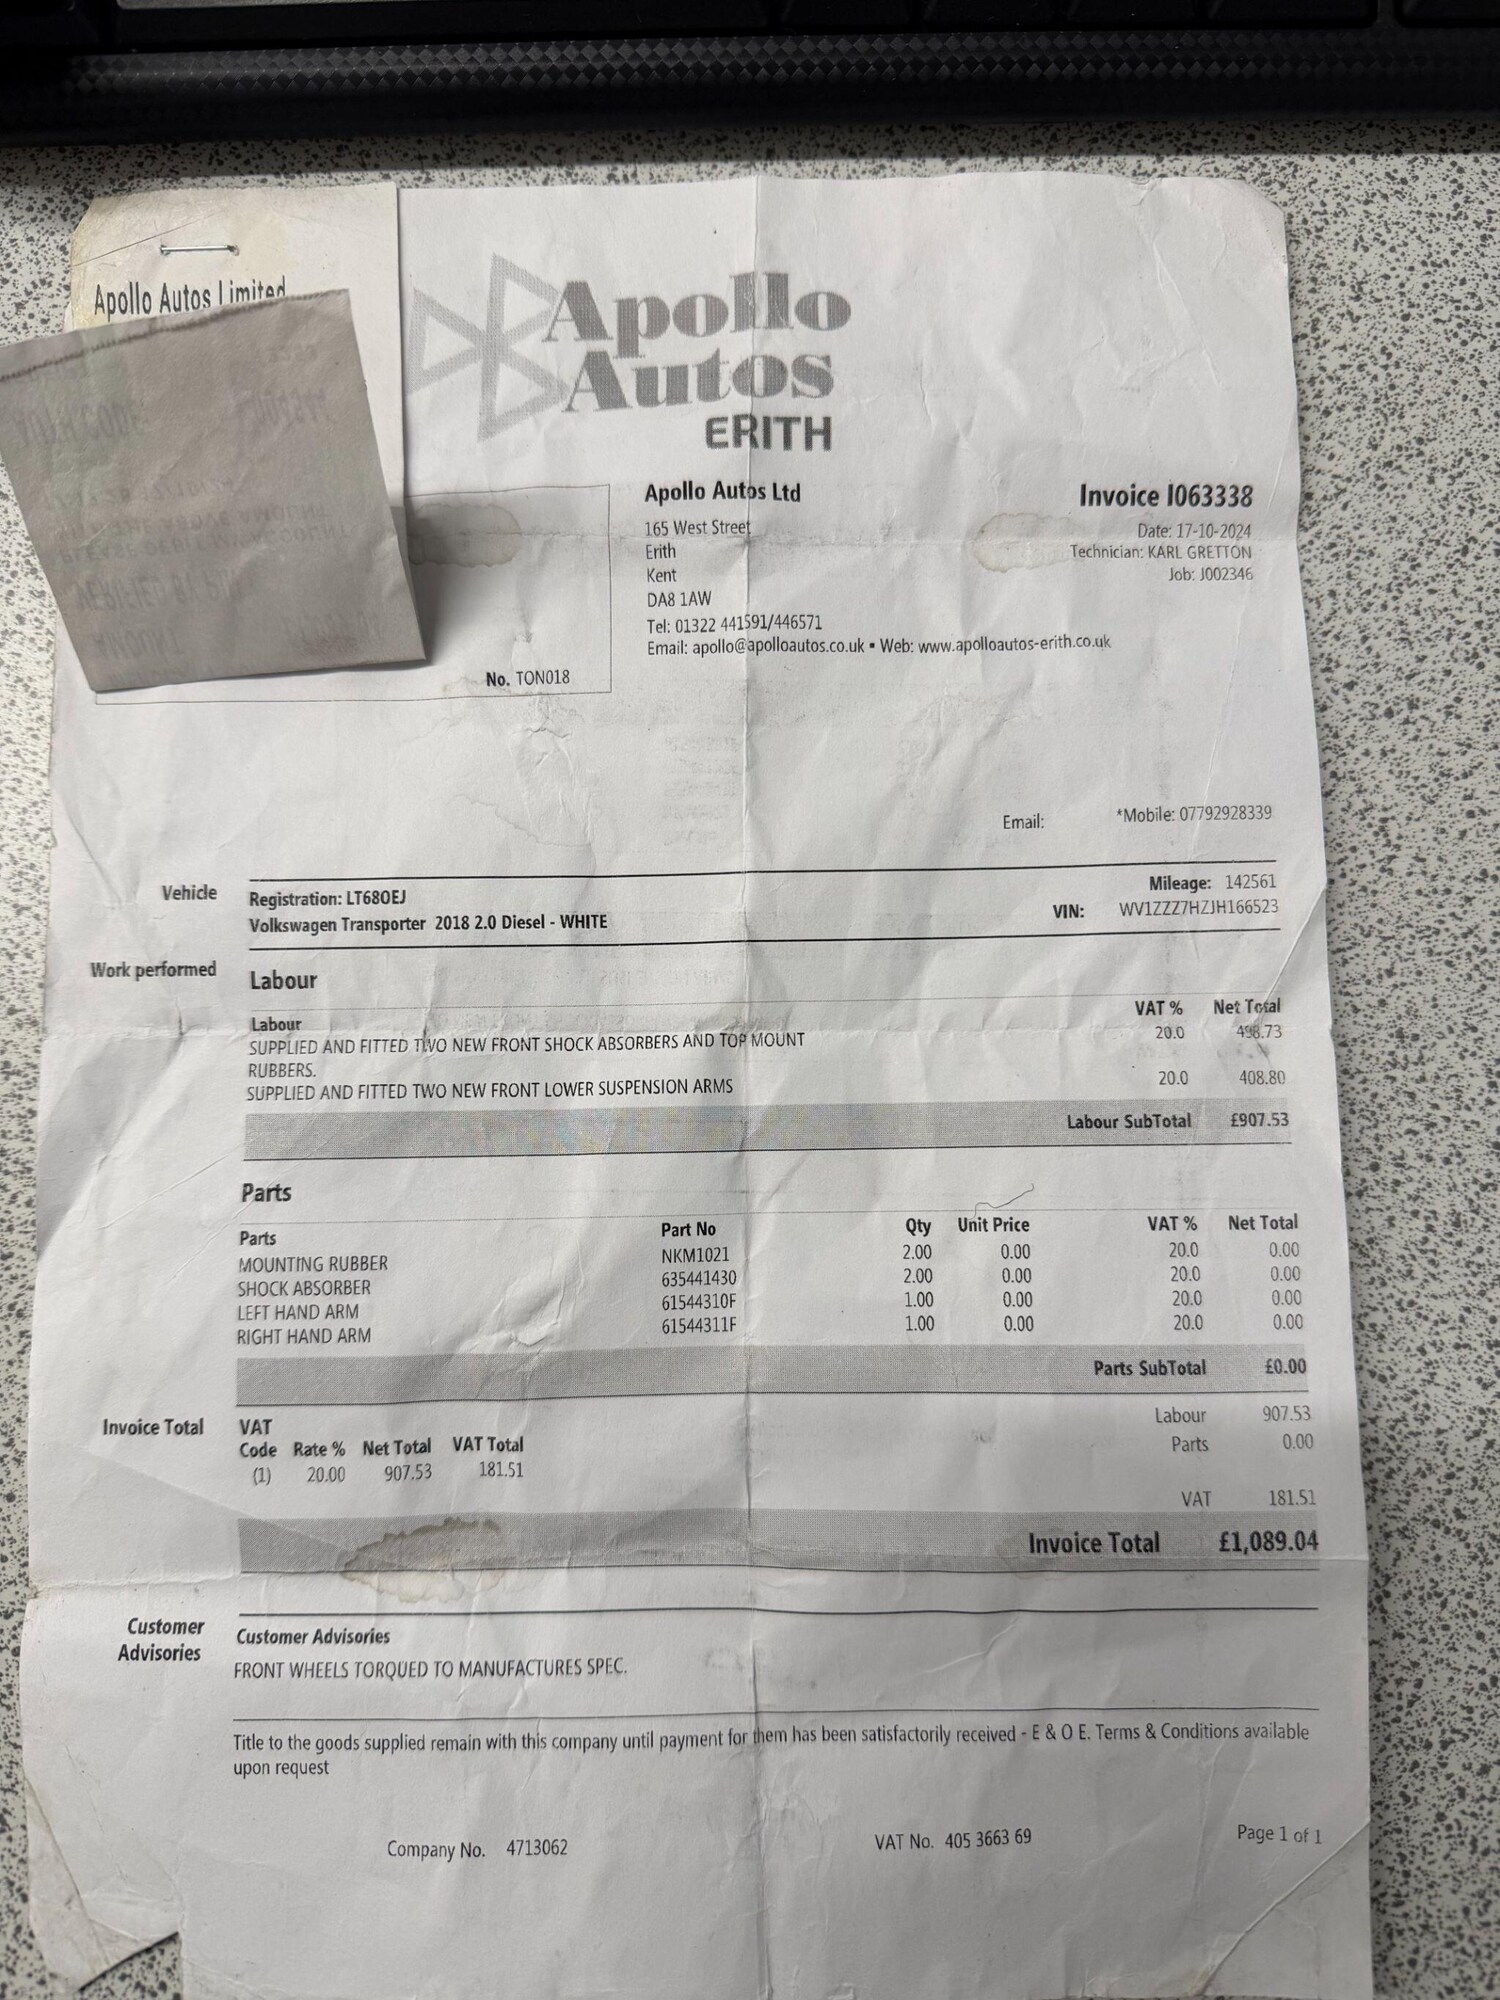 Apollo Autos Limited
Apollo
Autos
ERITH
Apollo Autos Ltd
165 West Street
Erith
Kent
DA8 1AW
Tel: 01322 441591/446571
Email: apollo@apolloautos.co.uk ▪ Web: www.apolloautos-erith.co.uk
Invoice I063338
Date: 17-10-2024
Technician: KARL GRETTON
Job: J002346
No. TON018
Email: *Mobile: 07792928339
Vehicle
Registration: LT68OEJ Mileage: 142561
Volkswagen Transporter 2018 2.0 Diesel - WHITE VIN: WV1ZZZ7HZJH166523
Work performed
Labour
Labour VAT % Net Total
SUPPLIED AND FITTED TWO NEW FRONT SHOCK ABSORBERS AND TOP MOUNT 20.0 498.73
RUBBERS.
SUPPLIED AND FITTED TWO NEW FRONT LOWER SUSPENSION ARMS 20.0 408.80
Labour SubTotal £907.53
Parts
Parts Part No Qty Unit Price VAT % Net Total
MOUNTING RUBBER NKM1021 2.00 0.00 20.0 0.00
SHOCK ABSORBER 635441430 2.00 0.00 20.0 0.00
LEFT HAND ARM 61544310F 1.00 0.00 20.0 0.00
RIGHT HAND ARM 61544311F 1.00 0.00 20.0 0.00
Parts SubTotal £0.00
Invoice Total
VAT
Code Rate % Net Total VAT Total
(1) 20.00 907.53 181.51
Labour 907.53
Parts 0.00
VAT 181.51
Invoice Total £1,089.04
Customer
Advisories
Customer Advisories
FRONT WHEELS TORQUED TO MANUFACTURES SPEC.
Title to the goods supplied remain with this company until payment for them has been satisfactorily received - E & O E. Terms & Conditions available
upon request
Company No. 4713062 VAT No. 405 3663 69 Page 1 of 1